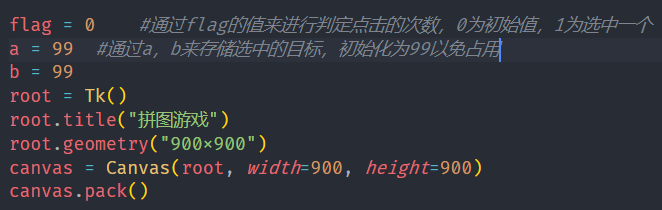 flag = 0    #通过flag的值来进行判定点击的次数，0为初始值，1为选中一个
a = 99  #通过a，b来存储选中的目标，初始化为99以免占用
b = 99
root = Tk()
root.title("拼图游戏")
root.geometry("900x900")
canvas = Canvas(root, width=900, height=900)
canvas.pack()